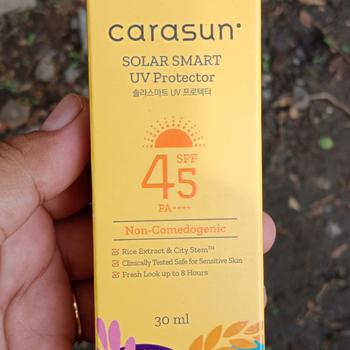 carasun·
SOLAR SMART
UV Protector
솔라스마트 UV 프로텍터
45 SPF
PA++++
Non-Comedogenic
Rice Extract & City Stem™
Clinically Tested Safe for Sensitive Skin
Fresh Look up to 8 Hours
30 ml